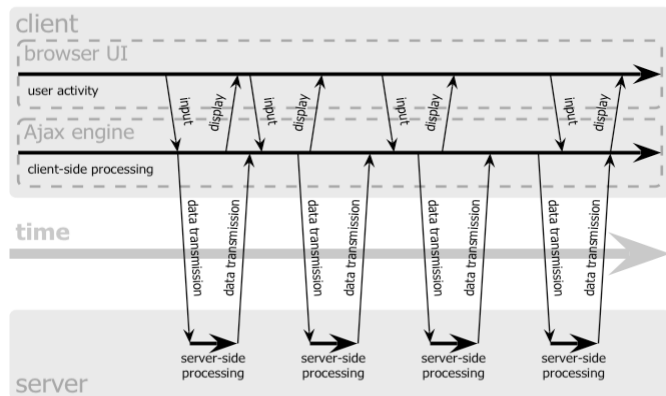 client
browser UI
user activity
input
display
input
display
input
display
input
display
Ajax engine
client-side processing
data transmission
data transmission
data transmission
data transmission
data transmission
data transmission
data transmission
data transmission
time
server-side
processing
server-side
processing
server-side
processing
server-side
processing
server